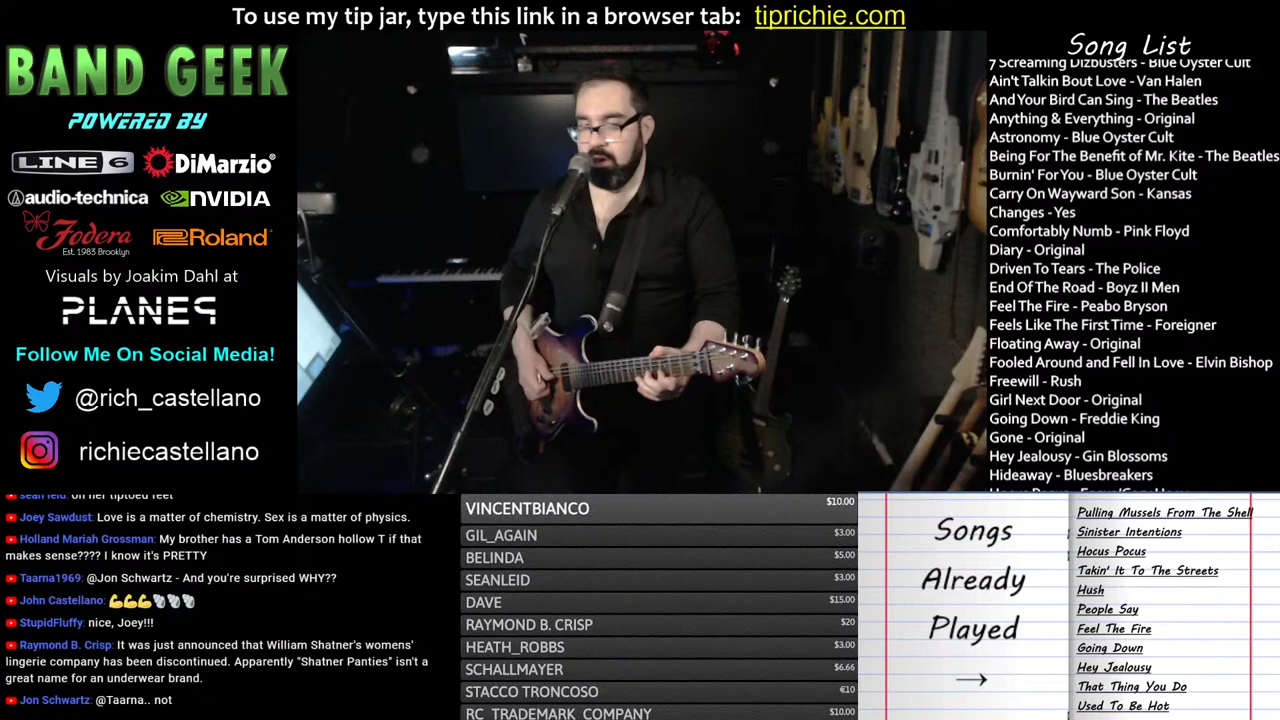 To use my tip jar, type this link in a browser tab: tiprichie.com
BAND GEEK
POWERED BY
LINE 6
DiMarzio
audio-technica
NVIDIA
Fodera
Est. 1983 Brooklyn
Roland
Visuals by Joakim Dahl at
PLANE9
Follow Me On Social Media!
@rich_castellano
richiecastellano
Song List
7 Screaming Dizbusters - Blue Oyster Cult
Ain't Talkin Bout Love - Van Halen
And Your Bird Can Sing - The Beatles
Anything & Everything - Original
Astronomy - Blue Oyster Cult
Being For The Benefit of Mr. Kite - The Beatles
Burnin' For You - Blue Oyster Cult
Carry On Wayward Son - Kansas
Changes - Yes
Comfortably Numb - Pink Floyd
Diary - Original
Driven To Tears - The Police
End Of The Road - Boyz II Men
Feel The Fire - Peabo Bryson
Feels Like The First Time - Foreigner
Floating Away - Original
Fooled Around and Fell In Love - Elvin Bishop
Freewill - Rush
Girl Next Door - Original
Going Down - Freddie King
Gone - Original
Hey Jealousy - Gin Blossoms
Hideaway - Bluesbreakers
sean leid: on her tiptoed feet
Joey Sawdust: Love is a matter of chemistry. Sex is a matter of physics.
Holland Mariah Grossman: My brother has a Tom Anderson hollow T if that
makes sense???? I know it's PRETTY
Taarna1969: @Jon Schwartz - And you're surprised WHY??
John Castellano:
StupidFluffy: nice, Joey!!!
Raymond B. Crisp: It was just announced that William Shatner's womens'
lingerie company has been discontinued. Apparently "Shatner Panties" isn't a
great name for an underwear brand.
Jon Schwartz: @Taarna.. not
VINCENTBIANCO $10.00
GIL_AGAIN $3.00
BELINDA $5.00
SEANLEID $3.00
DAVE $15.00
RAYMOND B. CRISP $20
HEATH_ROBBS $3.00
SCHALLMAYER $6.66
STACCO TRONCOSO €10
RC_TRADEMARK_COMPANY $10.00
Songs
Already
Played
→
Pulling Mussels From The Shell
Sinister Intentions
Hocus Pocus
Takin' It To The Streets
Hush
People Say
Feel The Fire
Going Down
Hey Jealousy
That Thing You Do
Used To Be Hot